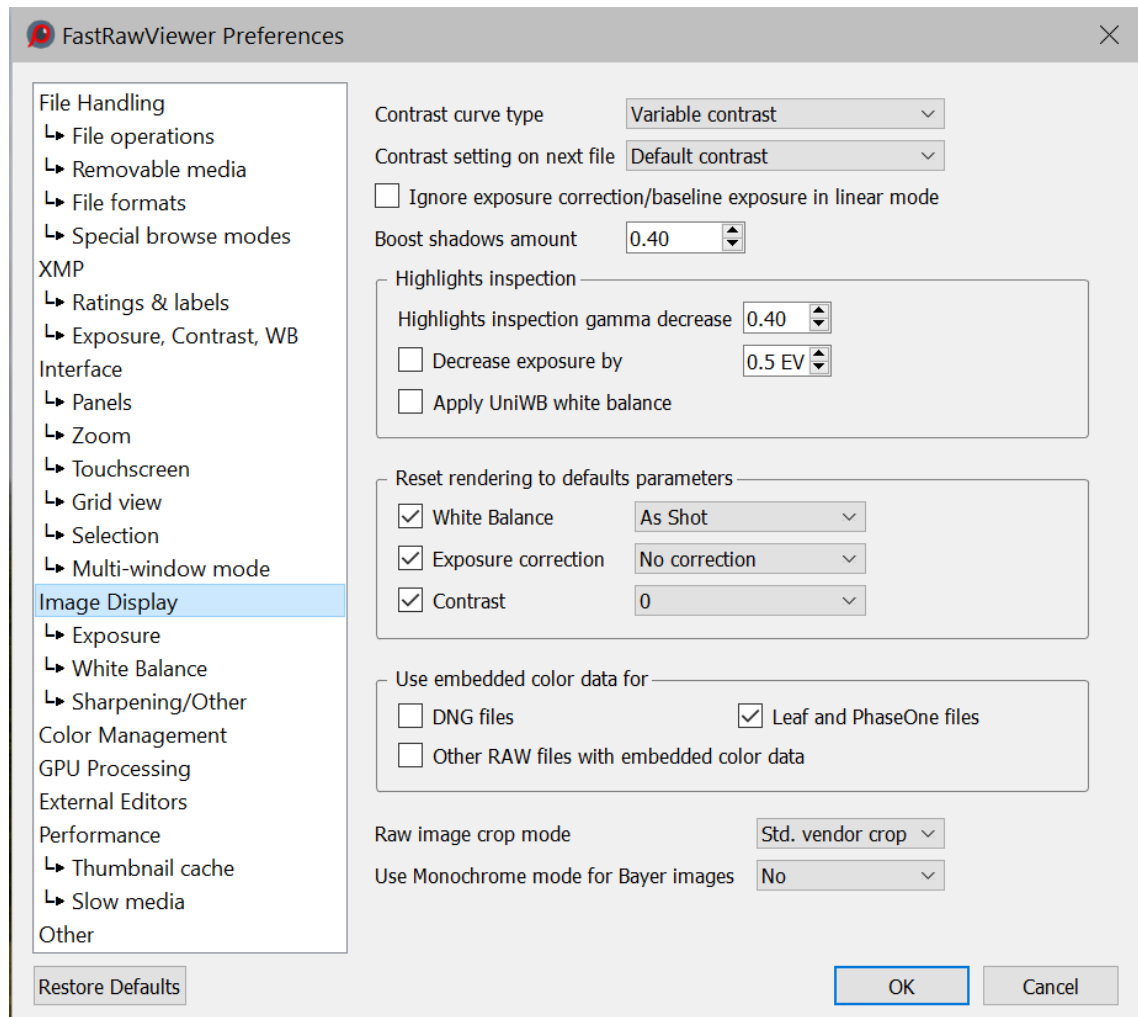 FastRawViewer Preferences
File Handling
File operations
Removable media
File formats
Special browse modes
XMP
Ratings & labels
Exposure, Contrast, WB
Interface
Panels
Zoom
Touchscreen
Grid view
Selection
Multi-window mode
Image Display
Exposure
White Balance
Sharpening/Other
Color Management
GPU Processing
External Editors
Performance
Thumbnail cache
Slow media
Other
Contrast curve type Variable contrast
Contrast setting on next file Default contrast
Ignore exposure correction/baseline exposure in linear mode
Boost shadows amount 0.40
Highlights inspection
Highlights inspection gamma decrease 0.40
Decrease exposure by 0.5 EV
Apply UniWB white balance
Reset rendering to defaults parameters
White Balance As Shot
Exposure correction No correction
Contrast 0
Use embedded color data for
DNG files Leaf and PhaseOne files
Other RAW files with embedded color data
Raw image crop mode Std. vendor crop
Use Monochrome mode for Bayer images No
Restore Defaults OK Cancel